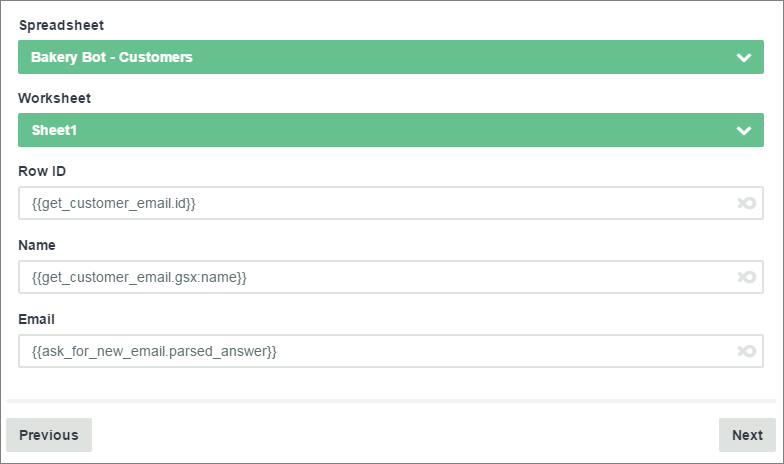 Spreadsheet
Bakery Bot - Customers
Worksheet
Sheet1
Row ID
{{get_customer_email.id}}
Name
{{get_customer_email.gsx:name}}
Email
{{ask_for_new_email.parsed_answer}}
Previous
Next